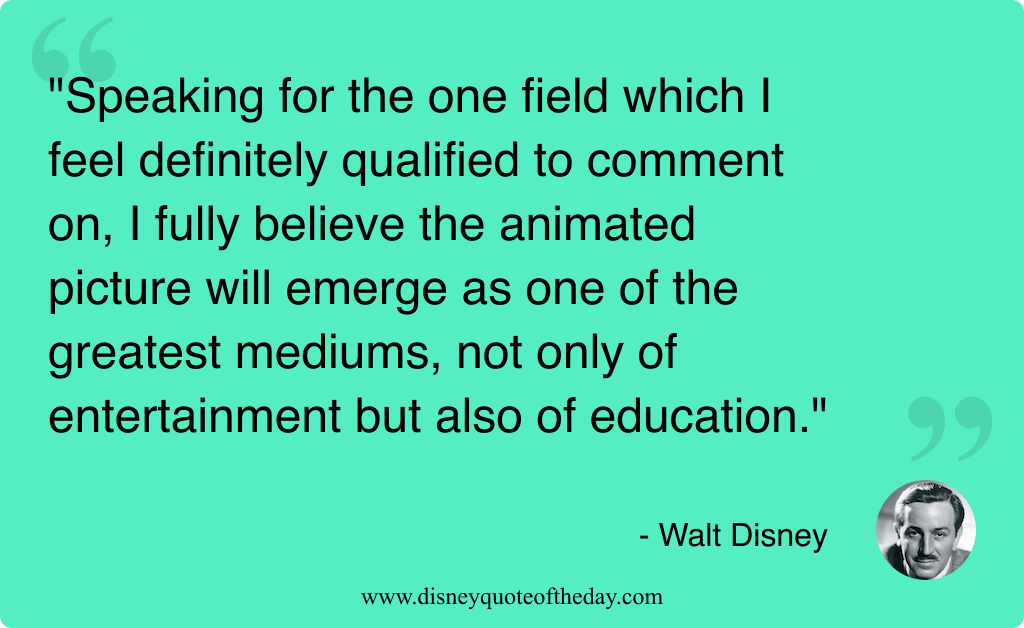 "Speaking for the one field which I
feel definitely qualified to comment
on, I fully believe the animated
picture will emerge as one of the
greatest mediums, not only of
entertainment but also of education."
- Walt Disney
www.disneyquoteoftheday.com